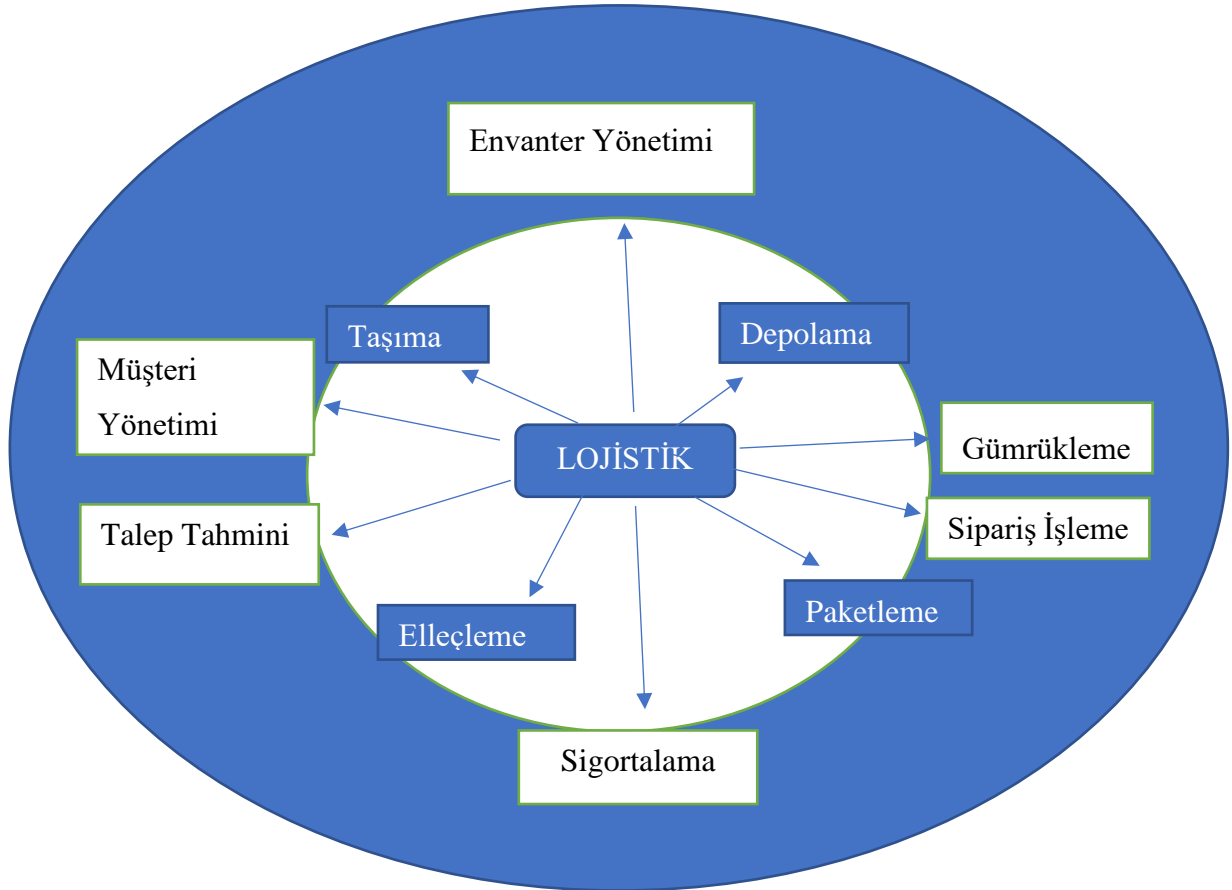 Envanter Yönetimi
Taşıma
Depolama
Müşteri
Yönetimi
LOJİSTİK
Gümrükleme
Talep Tahmini
Sipariş İşleme
Elleçleme
Paketleme
Sigortalama